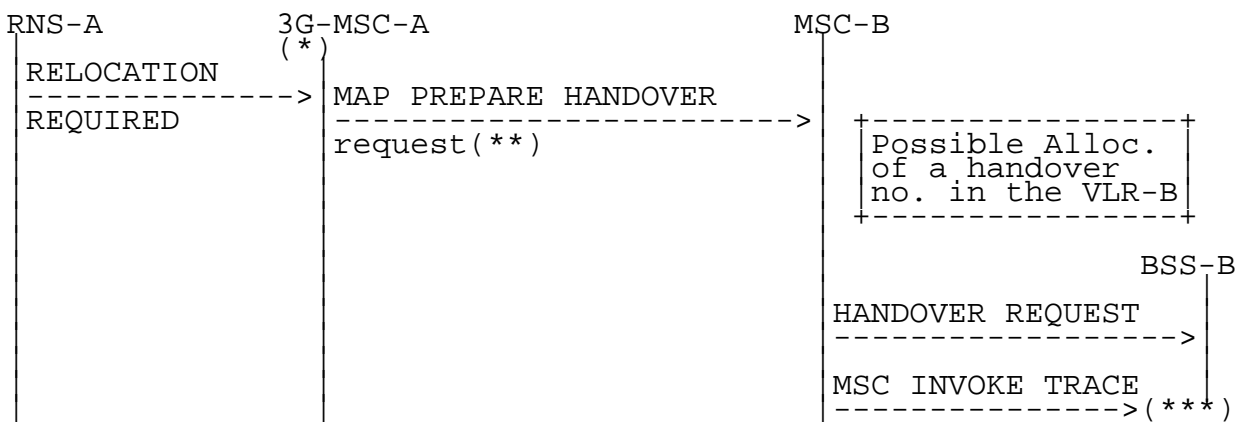 RNS-A 3G-MSC-A MSC-B
(*)
RELOCATION
--------------> MAP PREPARE HANDOVER
REQUIRED ------------------------> +-----------------+
request(**) |Possible Alloc. |
|of a handover |
|no. in the VLR-B|
+-----------------+
BSS-B
HANDOVER REQUEST
------------------>
MSC INVOKE TRACE
--------------->(***)